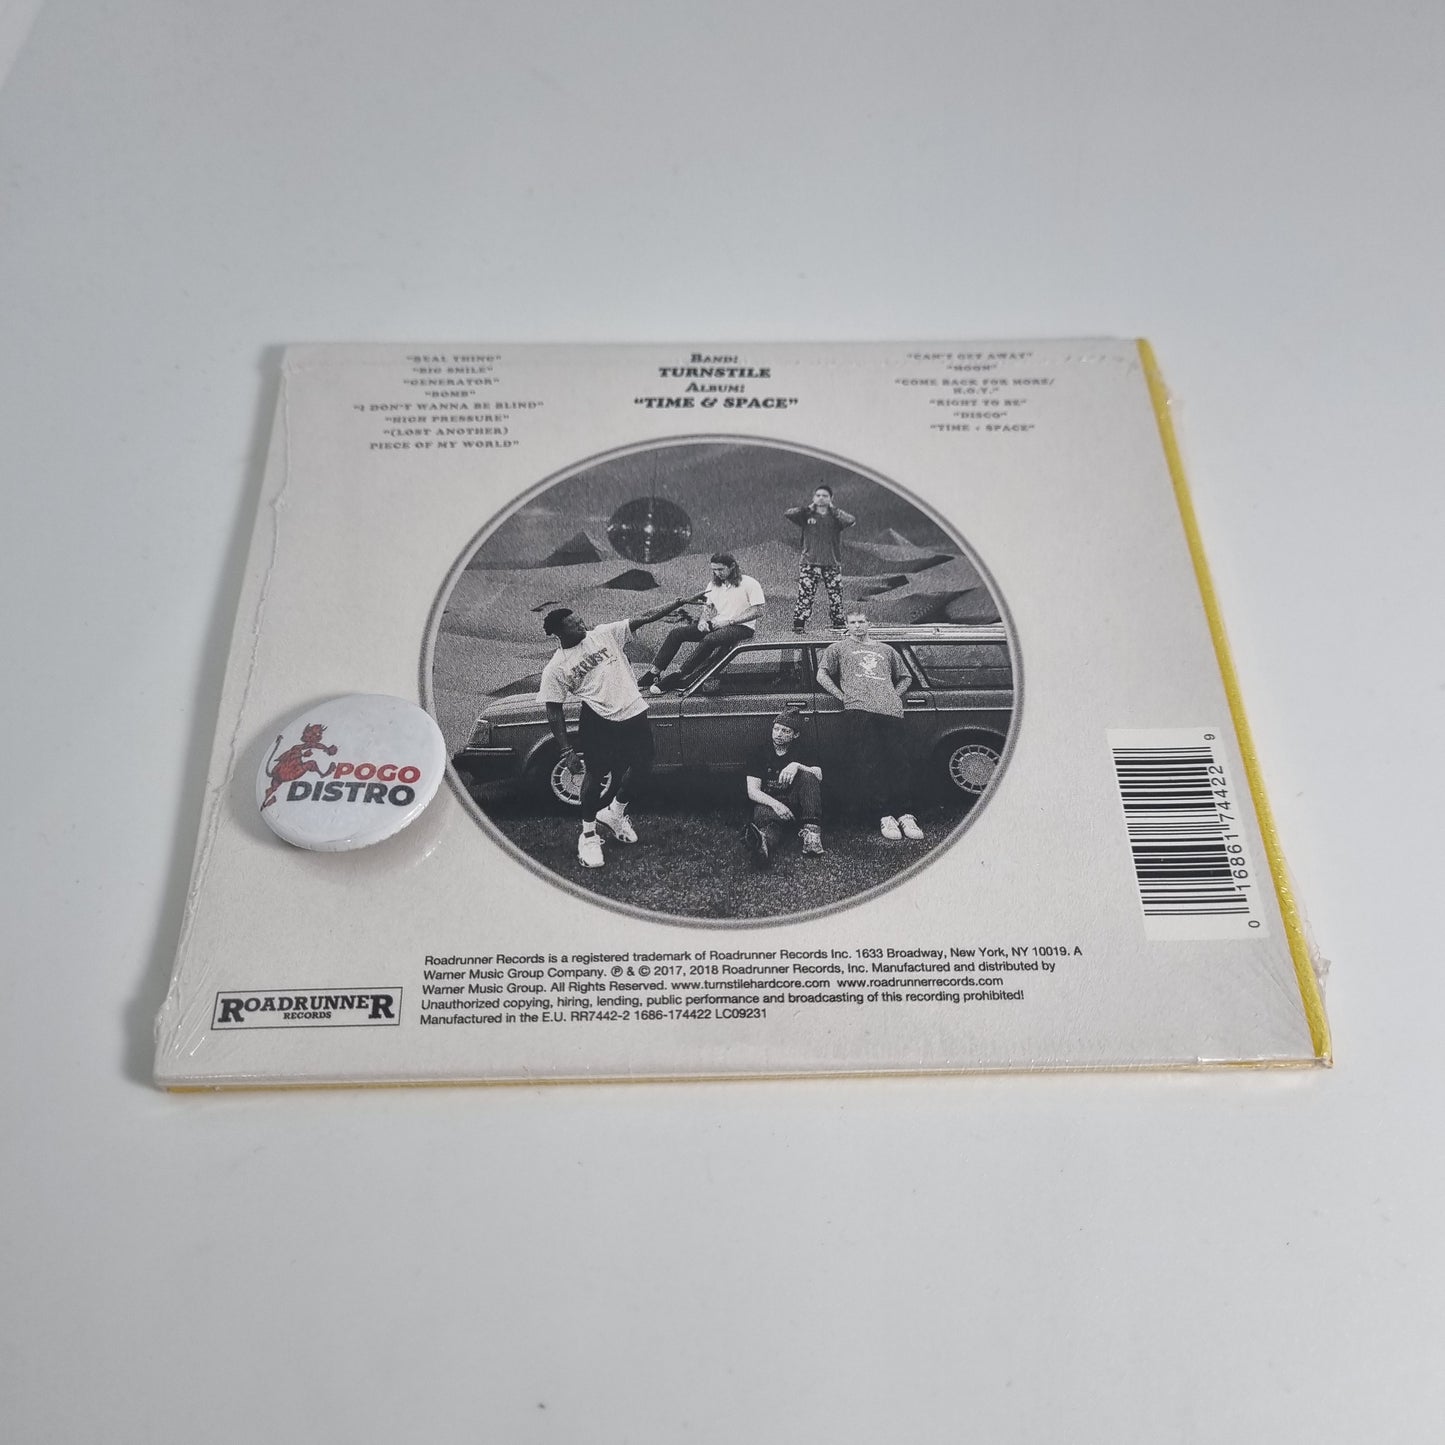 "REAL THING"
"BIG SMILE"
"GENERATOR"
"BOMB"
"I DON'T WANNA BE BLIND"
"HIGH PRESSURE"
"(LOST ANOTHER)
PIECE OF MY WORLD"
BAND!
TURNSTILE
ALBUM!
"TIME & SPACE"
"CAN'T GET AWAY"
"MOON"
"COME BACK FOR MORE/
H.O.Y."
"RIGHT TO BE"
"DISCO"
"TIME + SPACE"
POGO
DISTRO
0 16861 74422 9
ROADRUNNER
RECORDS
Roadrunner Records is a registered trademark of Roadrunner Records Inc. 1633 Broadway, New York, NY 10019. A
Warner Music Group Company. ℗ & © 2017, 2018 Roadrunner Records, Inc. Manufactured and distributed by
Warner Music Group. All Rights Reserved. www.turnstilehardcore.com www.roadrunnerrecords.com
Unauthorized copying, hiring, lending, public performance and broadcasting of this recording prohibited!
Manufactured in the E.U. RR7442-2 1686-174422 LC09231